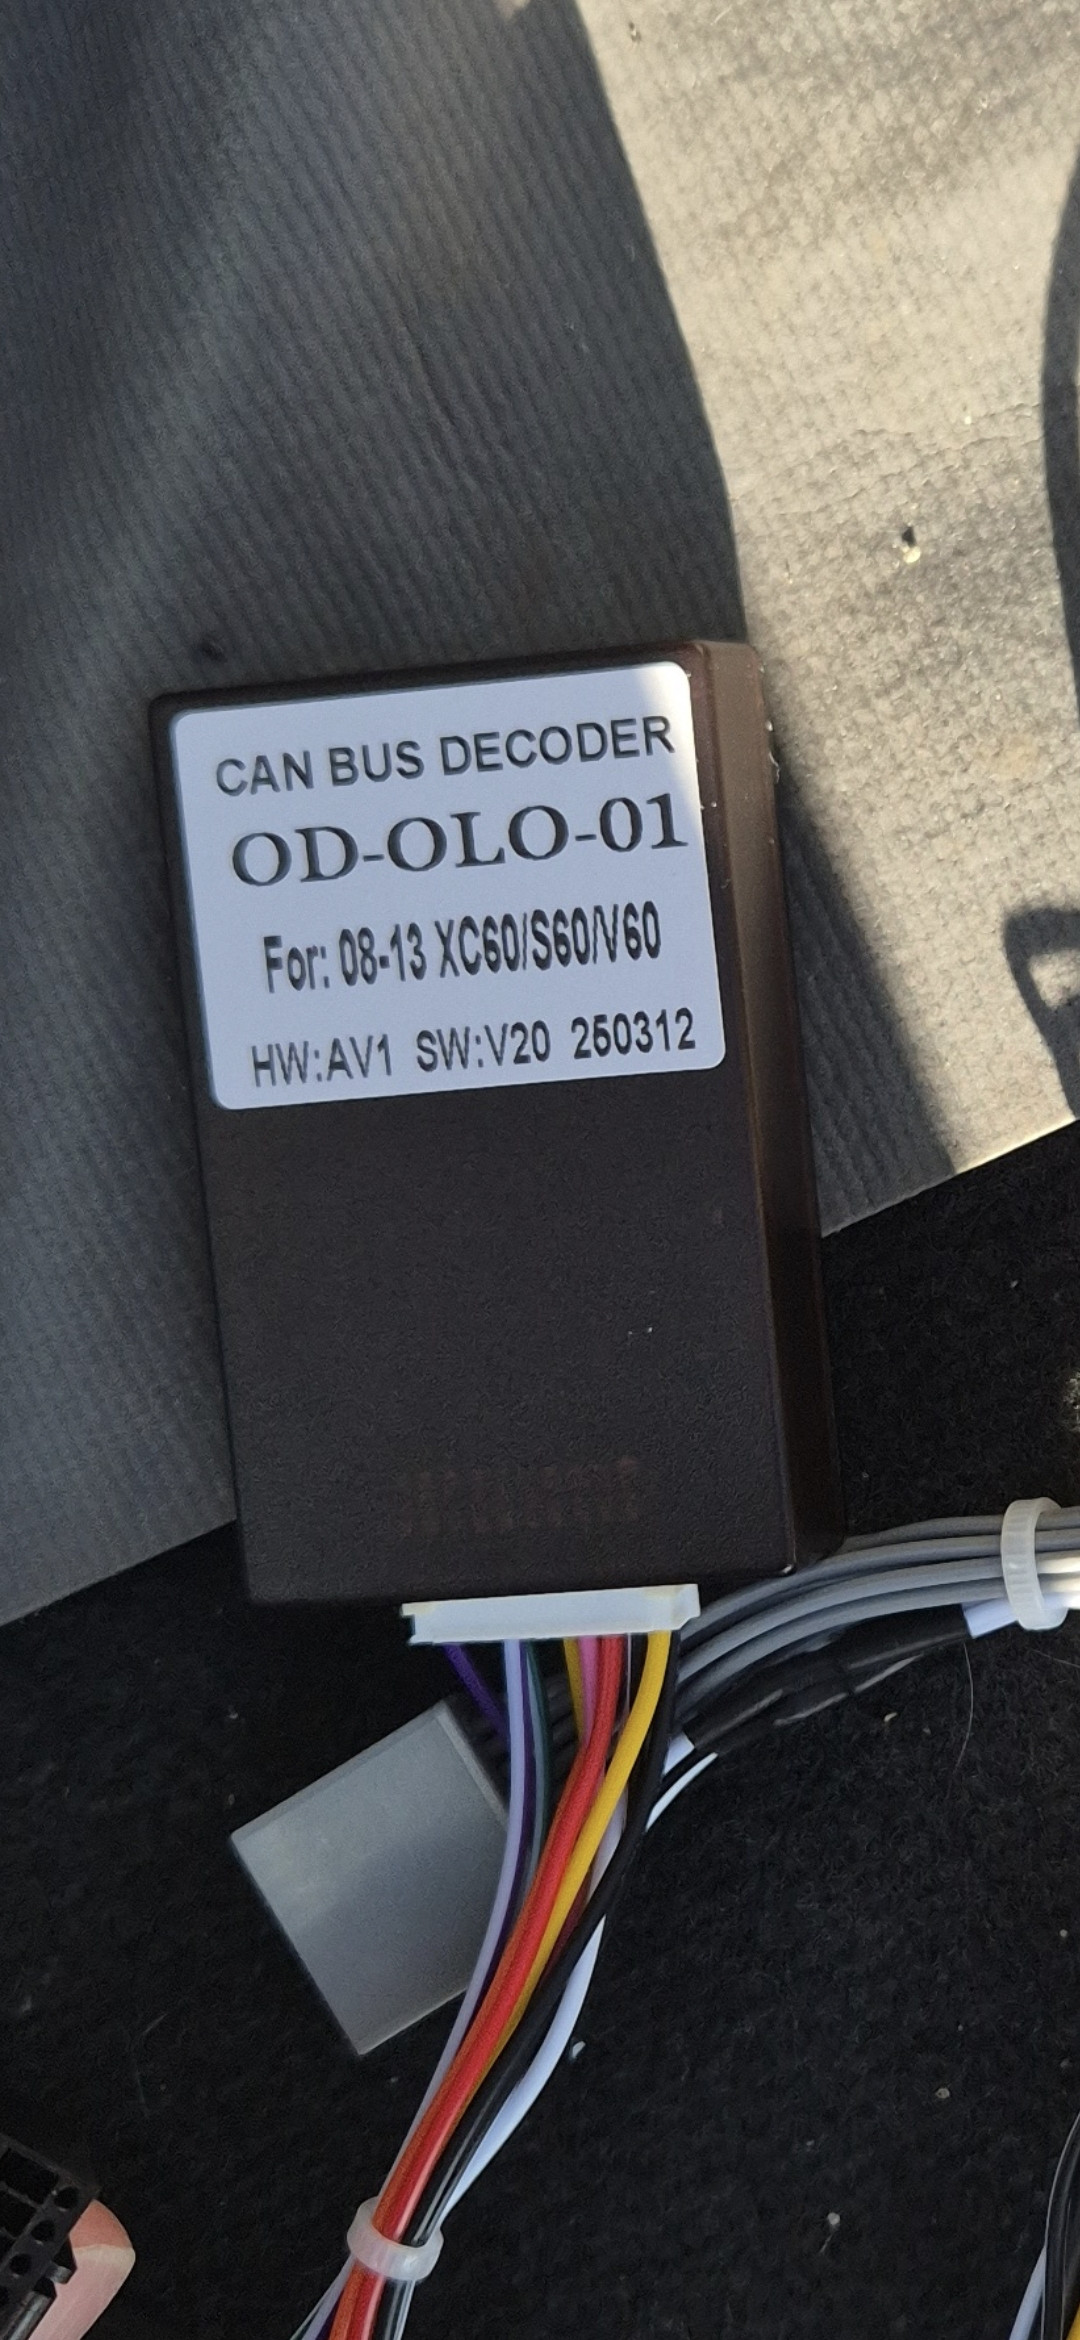 CAN BUS DECODER
OD-OLO-01
For: 08-13 XC60/S60/V60
HW:AV1 SW:V20 250312